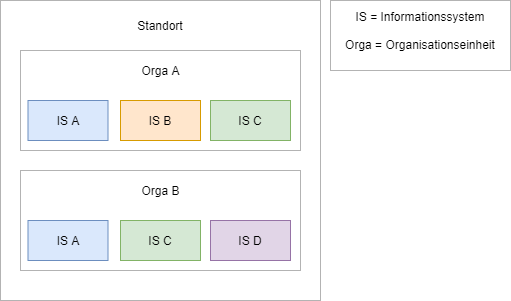 Standort
Orga A
IS A
IS B
IS C
Orga B
IS A
IS C
IS D
IS = Informationssystem
Orga = Organisationseinheit